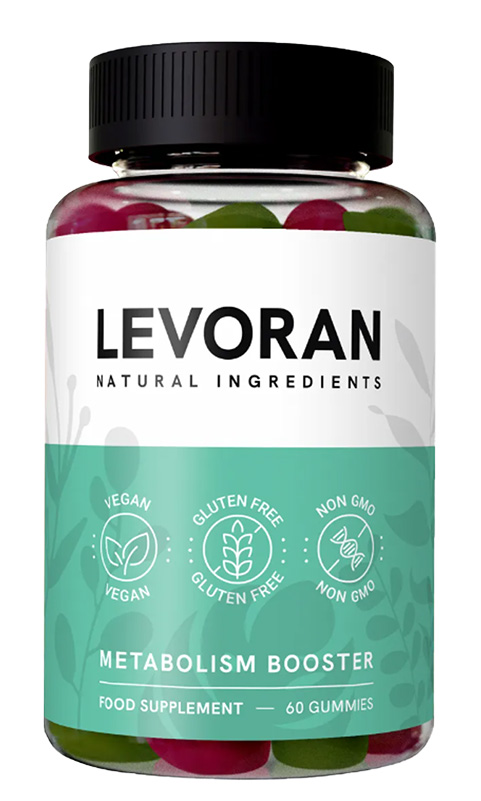 LEVORAN
NATURAL INGREDIENTS
VEGAN
VEGAN
GLUTEN FREE
GLUTEN FREE
NON GMO
NON GMO
METABOLISM BOOSTER
FOOD SUPPLEMENT — 60 GUMMIES